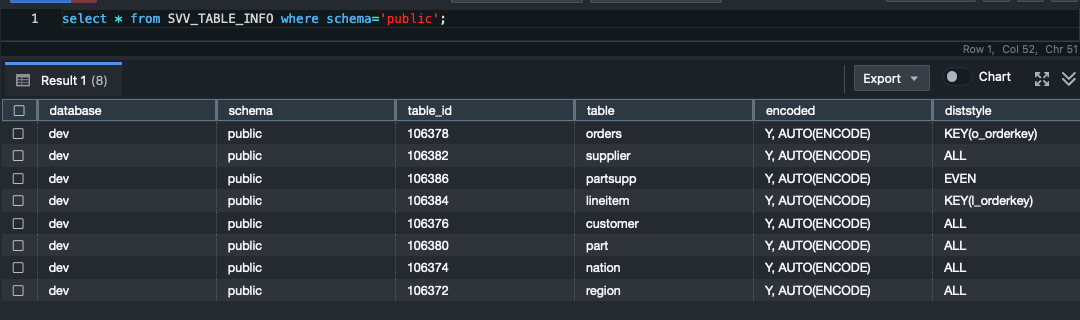 1 select * from SVV_TABLE_INFO where schema='public';
Row 1, Col 52, Chr 51
Result 1 (8) Export Chart
database schema table_id table encoded diststyle
dev public 106378 orders Y, AUTO(ENCODE) KEY(o_orderkey)
dev public 106382 supplier Y, AUTO(ENCODE) ALL
dev public 106386 partsupp Y, AUTO(ENCODE) EVEN
dev public 106384 lineitem Y, AUTO(ENCODE) KEY(l_orderkey)
dev public 106376 customer Y, AUTO(ENCODE) ALL
dev public 106380 part Y, AUTO(ENCODE) ALL
dev public 106374 nation Y, AUTO(ENCODE) ALL
dev public 106372 region Y, AUTO(ENCODE) ALL